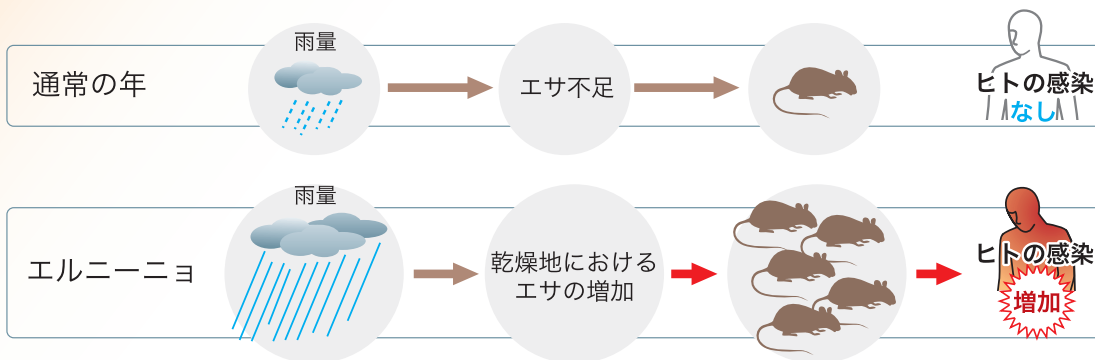 雨量
通常の年
エサ不足
ヒトの感染
なし
雨量
エルニーニョ
乾燥地における
エサの増加
ヒトの感染
増加